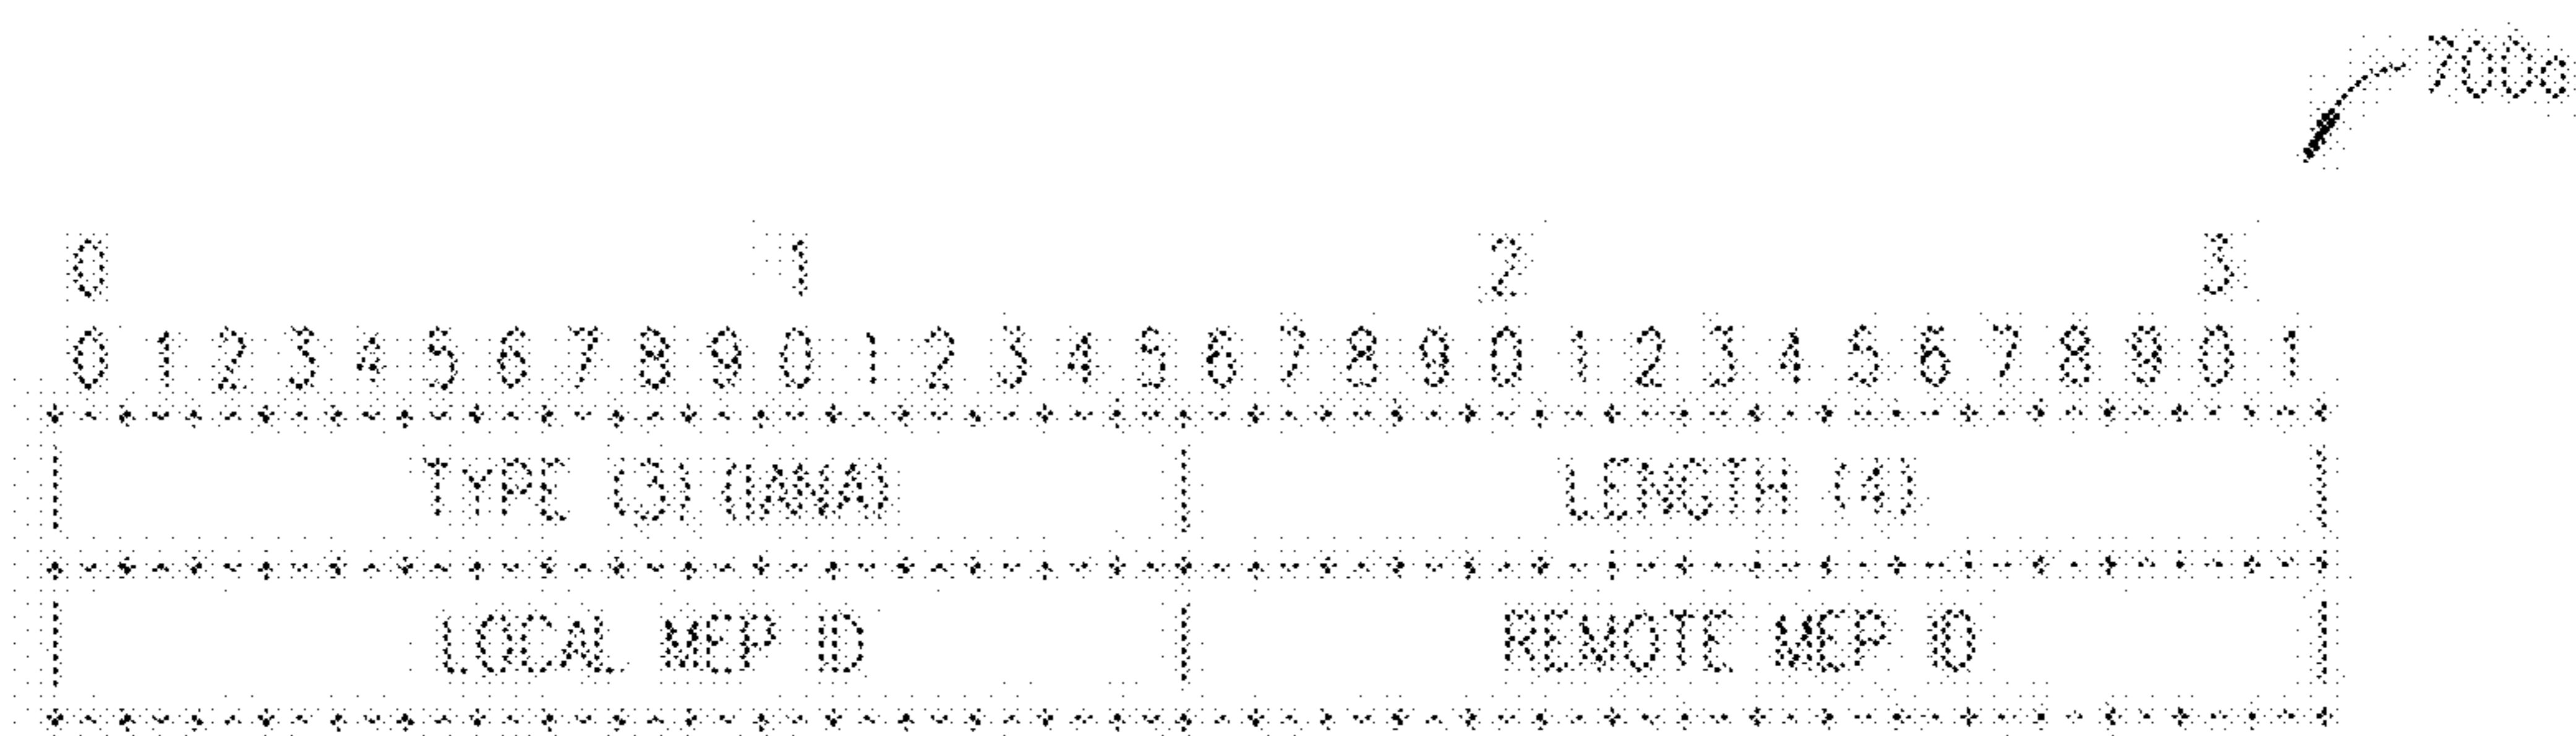 700a
0 1 2 3
0 1 2 3 4 5 6 7 8 9 0 1 2 3 4 5 6 7 8 9 0 1 2 3 4 5 6 7 8 9 0 1
TYPE (3) (IANA) LENGTH (4)
LOCAL MEP ID REMOTE MEP ID